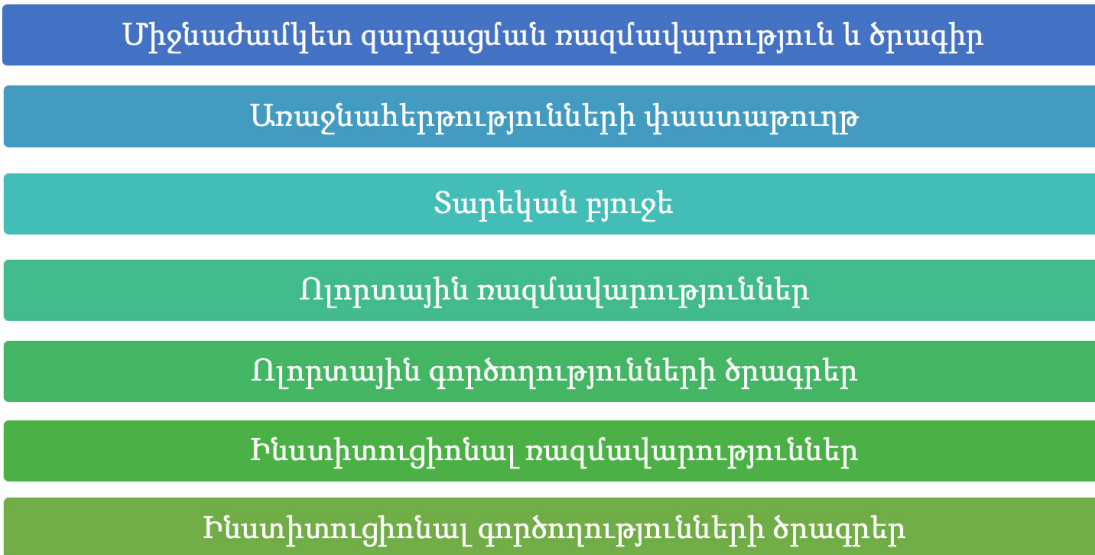 Միջնաժամկետ զարգացման ռազմավարություն և ծրագիր
Առաջնահերթությունների փաստաթուղթ
Տարեկան բյուջե
Ոլորտային ռազմավարություններ
Ոլորտային գործողությունների ծրագրեր
Ինստիտուցիոնալ ռազմավարություններ
Ինստիտուցիոնալ գործողությունների ծրագրեր